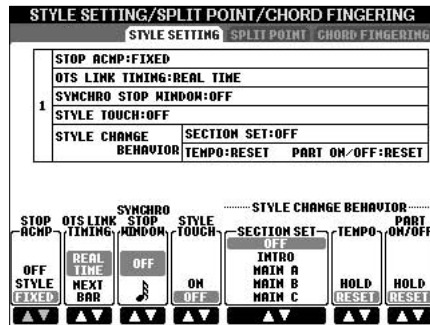 STYLE SETTING/SPLIT POINT/CHORD FINGERING
STYLE SETTING SPLIT POINT CHORD FINGERING
1
STOP ACMP:FIXED
OTS LINK TIMING:REAL TIME
SYNCHRO STOP WINDOW:OFF
STYLE TOUCH:OFF
STYLE CHANGE BEHAVIOR
SECTION SET:OFF
TEMPO:RESET PART ON/OFF:RESET
STYLE CHANGE BEHAVIOR
STOP ACMP
OFF
STYLE
FIXED
OTS LINK TIMING
REAL TIME
NEXT BAR
SYNCHRO STOP WINDOW
OFF
STYLE TOUCH
ON
OFF
SECTION SET
OFF
INTRO
MAIN A
MAIN B
MAIN C
TEMPO
HOLD
RESET
PART ON/OFF
HOLD
RESET